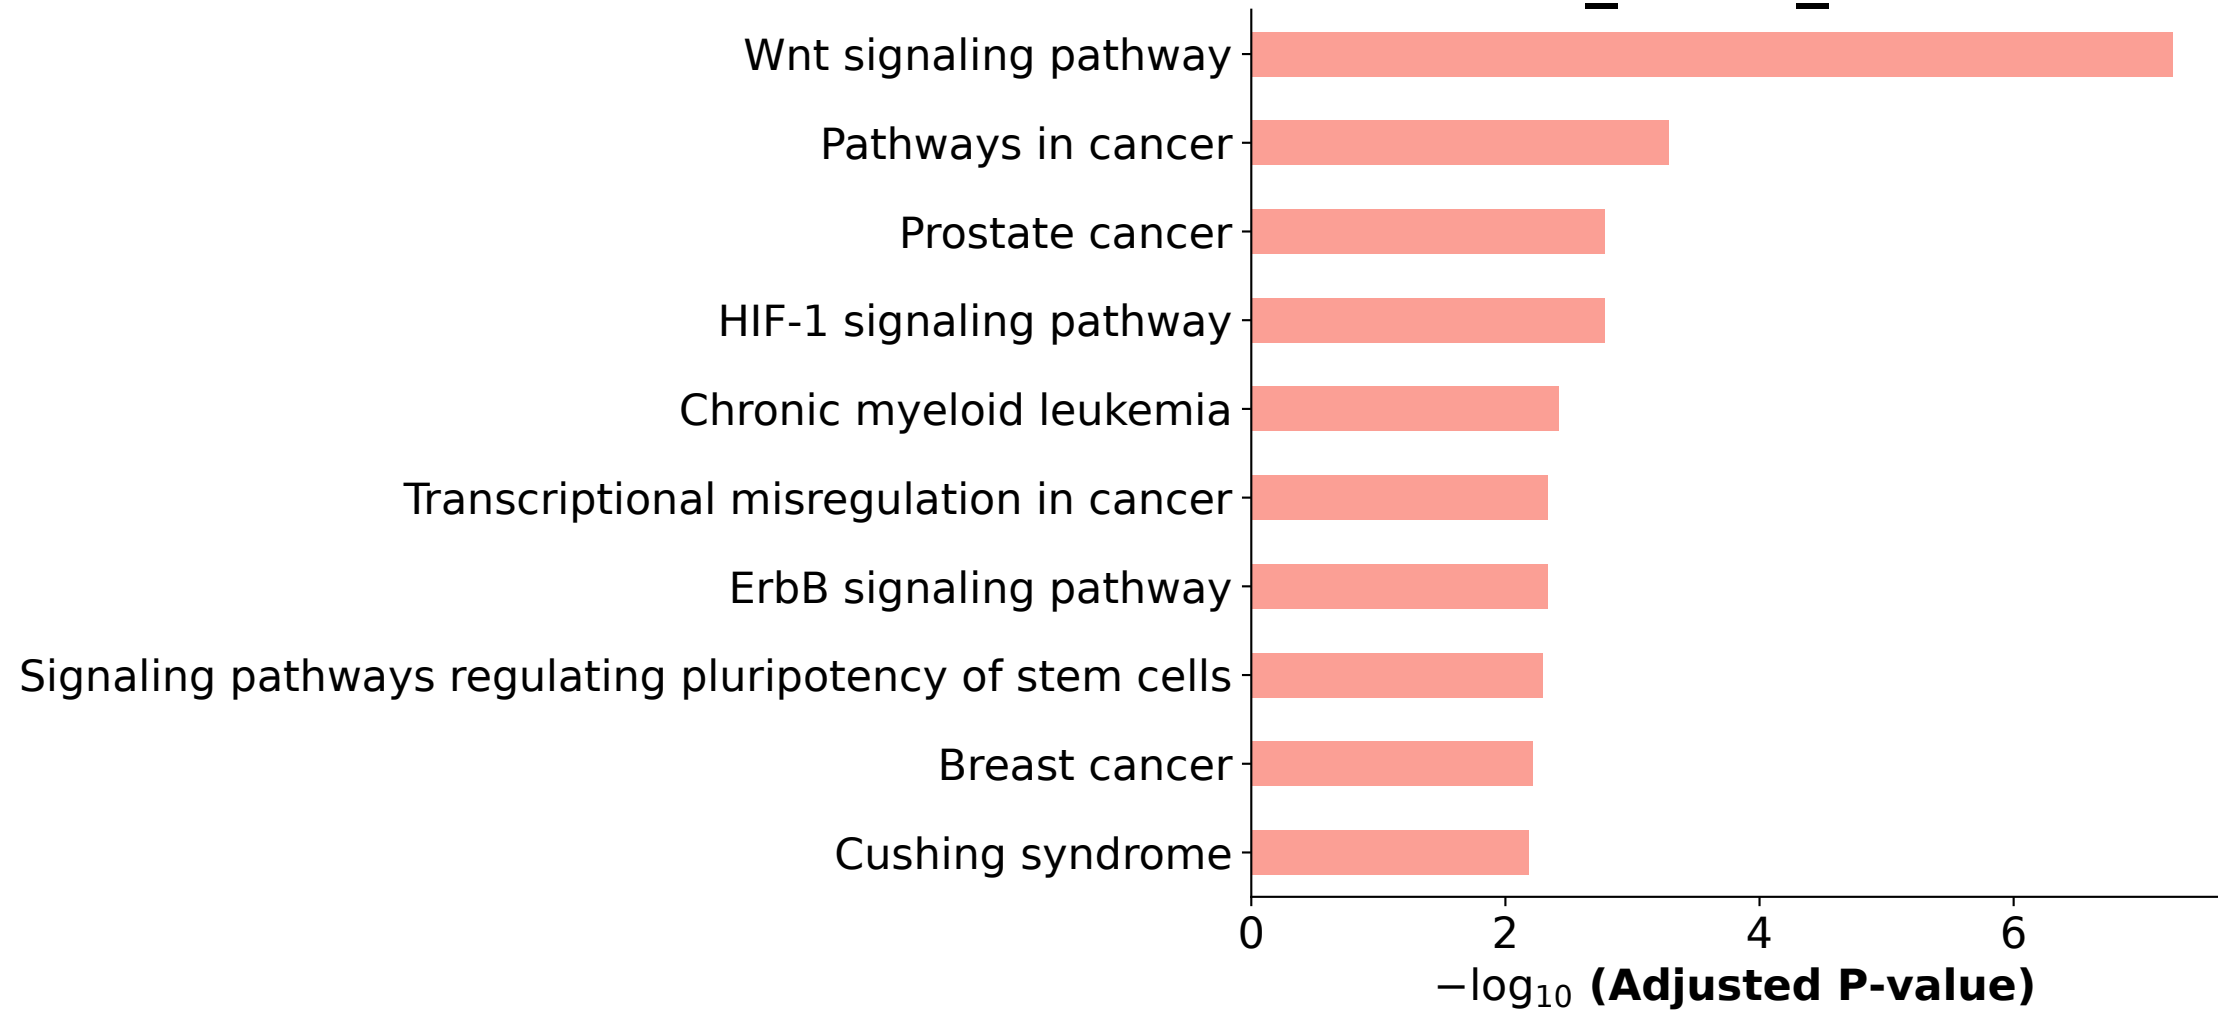 Wnt signaling pathway
Pathways in cancer
Prostate cancer
HIF-1 signaling pathway
Chronic myeloid leukemia
Transcriptional misregulation in cancer
ErbB signaling pathway
Signaling pathways regulating pluripotency of stem cells
Breast cancer
Cushing syndrome
0 2 4 6
−log₁₀ (Adjusted P-value)